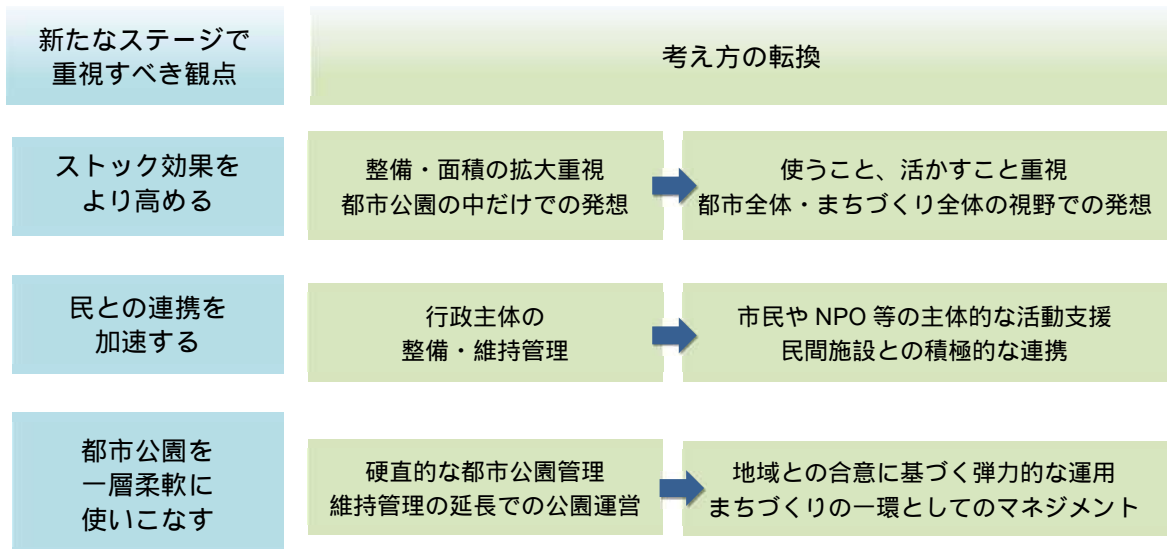 新たなステージで
重視すべき観点
考え方の転換
ストック効果を
より高める
整備・面積の拡大重視
都市公園の中だけでの発想
使うこと、活かすこと重視
都市全体・まちづくり全体の視野での発想
民との連携を
加速する
行政主体の
整備・維持管理
市民や NPO 等の主体的な活動支援
民間施設との積極的な連携
都市公園を
一層柔軟に
使いこなす
硬直的な都市公園管理
維持管理の延長での公園運営
地域との合意に基づく弾力的な運用
まちづくりの一環としてのマネジメント